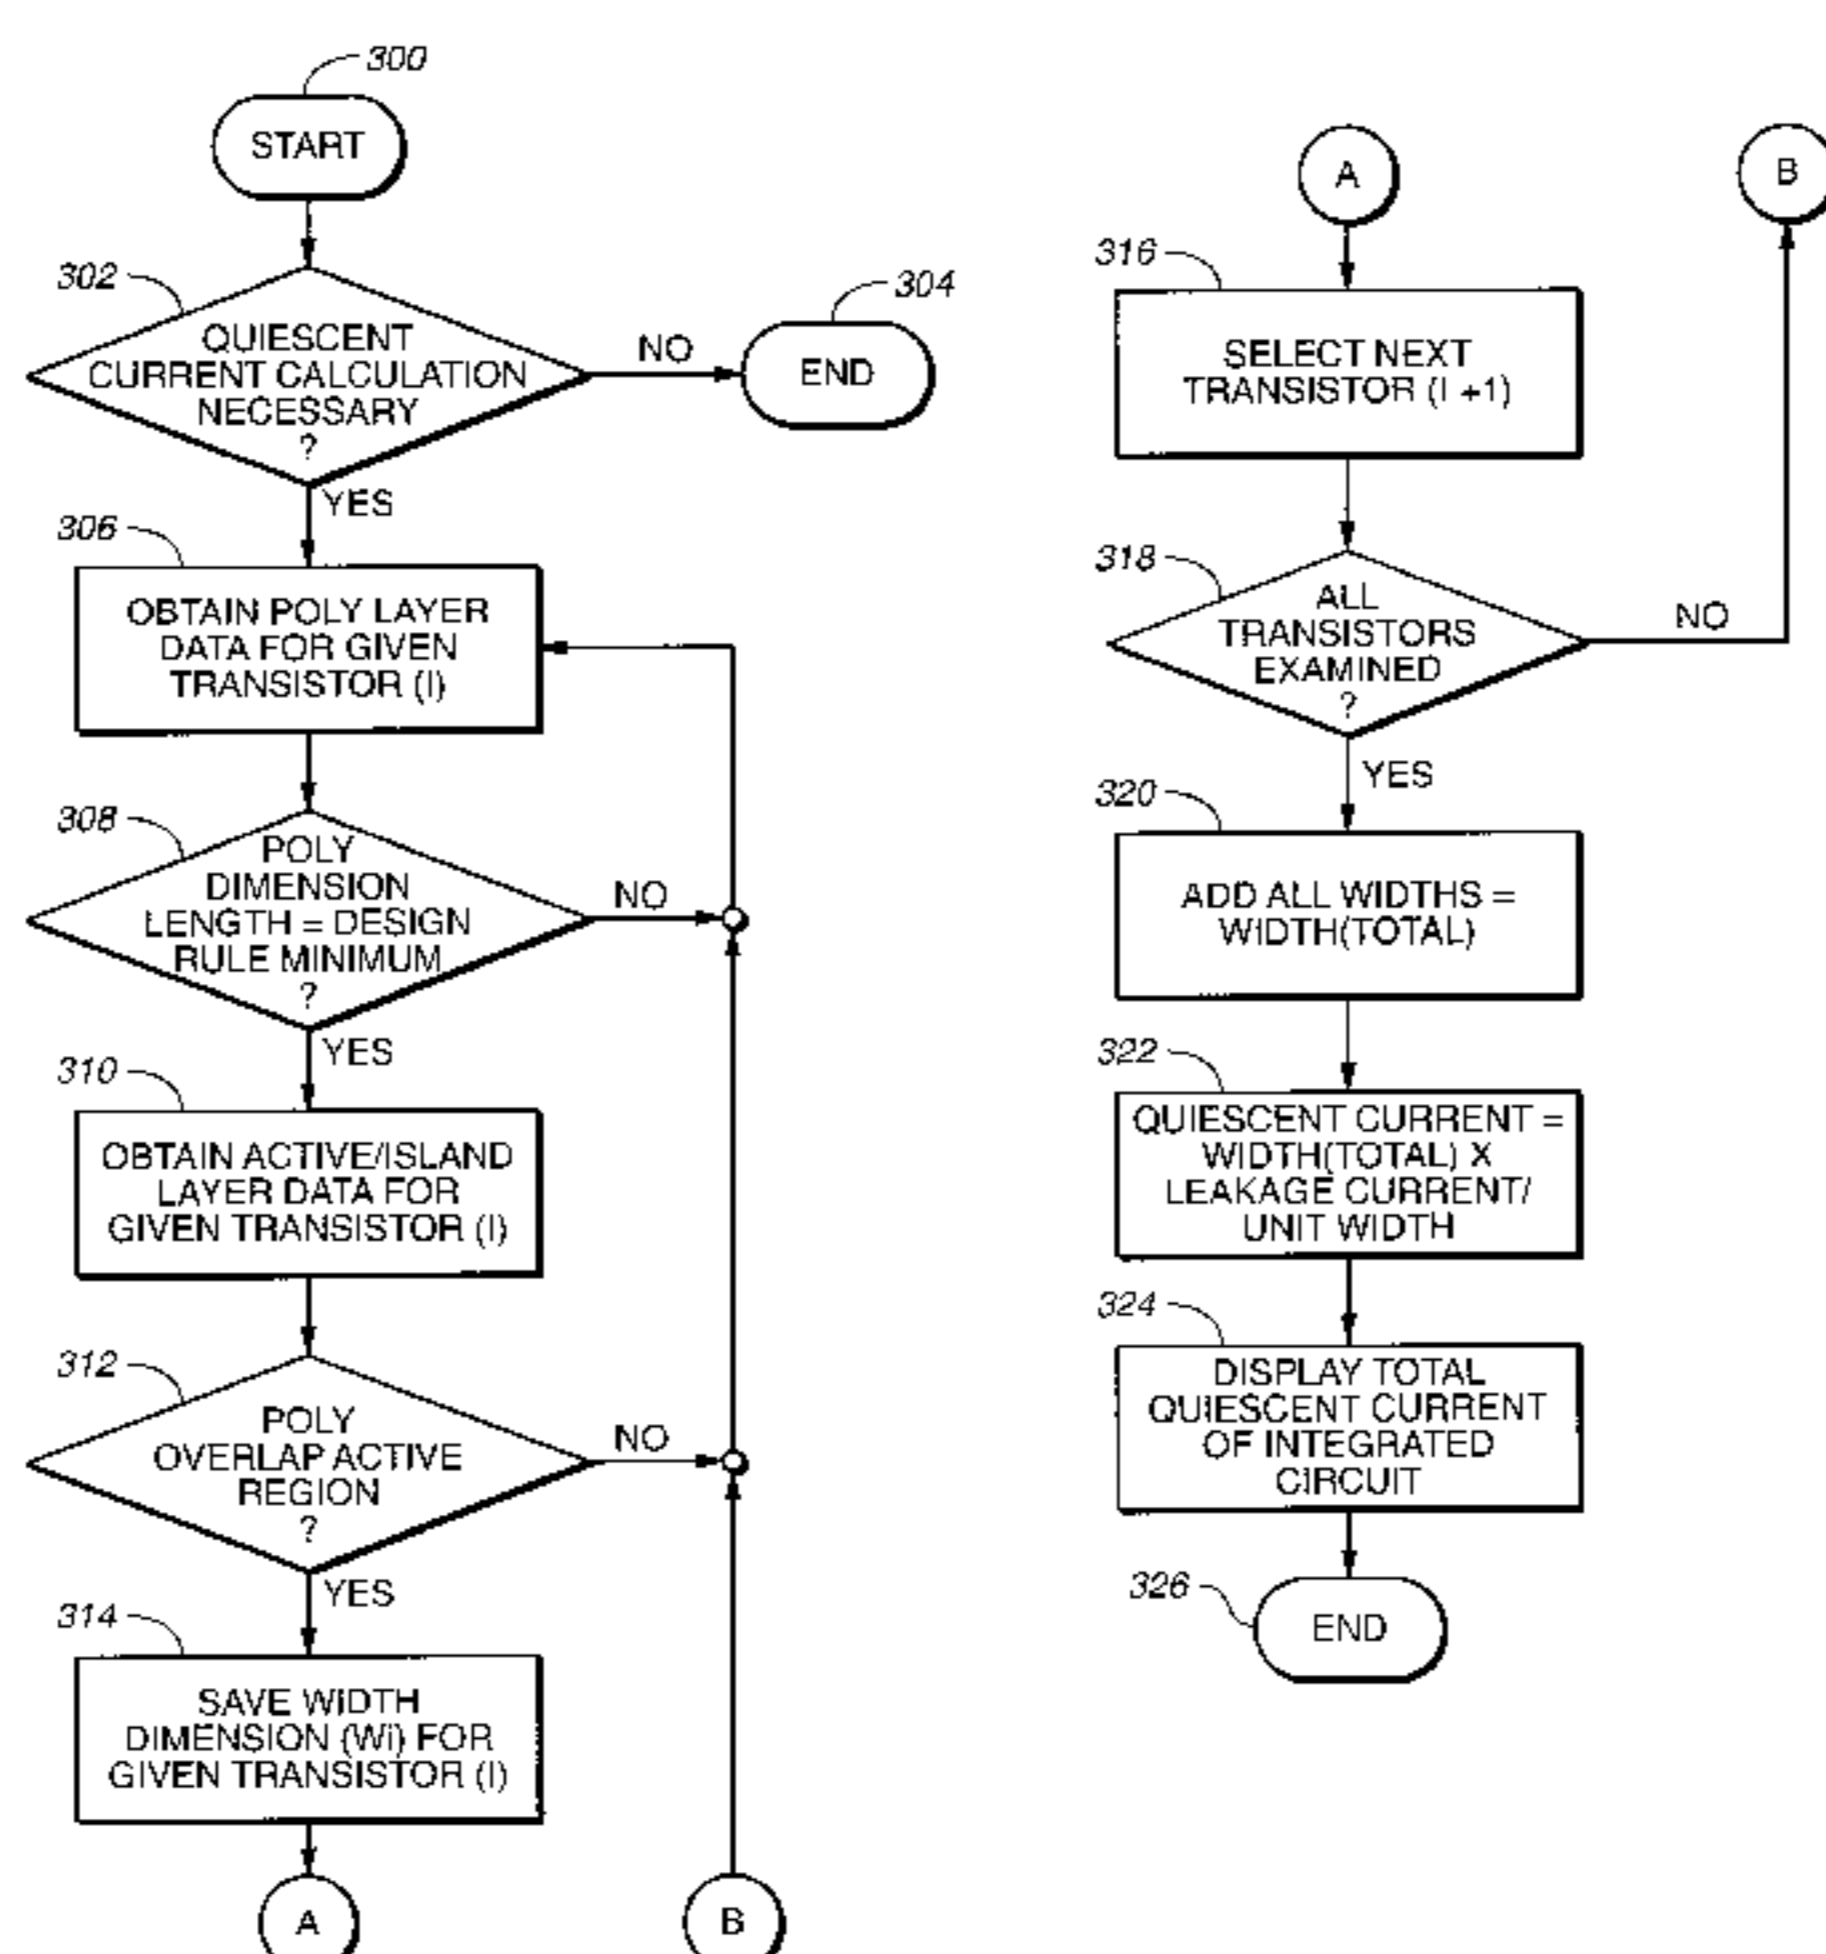 300
START
302
QUIESCENT
CURRENT CALCULATION
NECESSARY
?
NO
304
END
YES
306
OBTAIN POLY LAYER
DATA FOR GIVEN
TRANSISTOR (I)
308
POLY
DIMENSION
LENGTH = DESIGN
RULE MINIMUM
?
NO
YES
310
OBTAIN ACTIVE/ISLAND
LAYER DATA FOR
GIVEN TRANSISTOR (I)
312
POLY
OVERLAP ACTIVE
REGION
?
NO
YES
314
SAVE WIDTH
DIMENSION (Wi) FOR
GIVEN TRANSISTOR (I)
A
B
A
B
316
SELECT NEXT
TRANSISTOR (I +1)
318
ALL
TRANSISTORS
EXAMINED
?
NO
YES
320
ADD ALL WIDTHS =
WIDTH(TOTAL)
322
QUIESCENT CURRENT =
WIDTH(TOTAL) X
LEAKAGE CURRENT/
UNIT WIDTH
324
DISPLAY TOTAL
QUIESCENT CURRENT
OF INTEGRATED
CIRCUIT
326
END